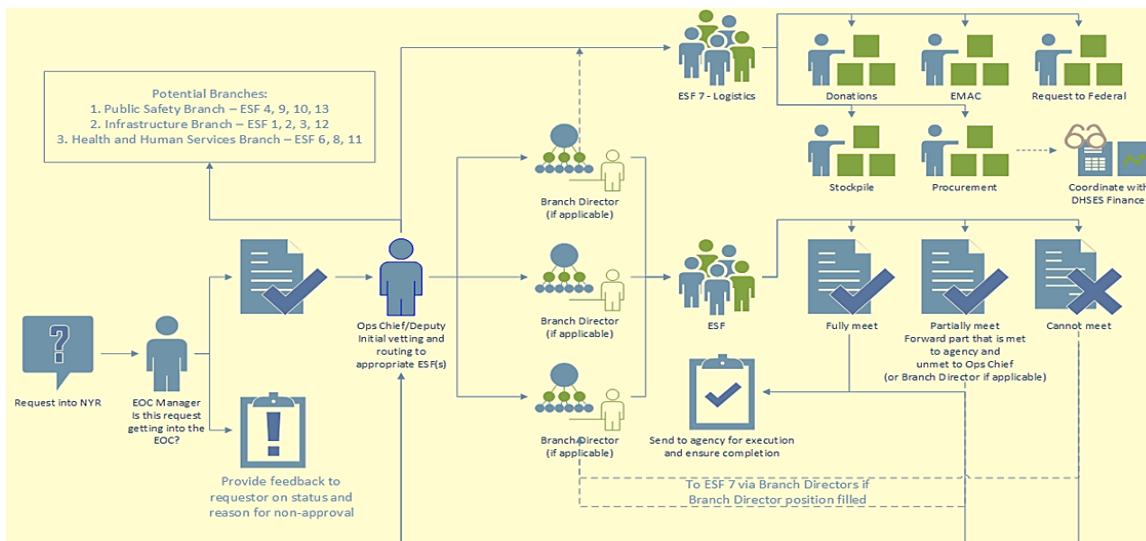 Potential Branches:
1. Public Safety Branch – ESF 4, 9, 10, 13
2. Infrastructure Branch – ESF 1, 2, 3, 12
3. Health and Human Services Branch – ESF 6, 8, 11
ESF 7 - Logistics
Donations
EMAC
Request to Federal
Stockpile
Procurement
Coordinate with
DHSES Finance
Branch Director
(if applicable)
Branch Director
(if applicable)
Branch Director
(if applicable)
?
Request into NYR
EOC Manager
Is this request
getting into the
EOC?
Ops Chief/Deputy
Initial vetting and
routing to
appropriate ESF(s)
!
Provide feedback to
requestor on status and
reason for non-approval
ESF
Fully meet
Partially meet
Forward part that is met
to agency and
unmet to Ops Chief
(or Branch Director if applicable)
Cannot meet
Send to agency for execution
and ensure completion
To ESF 7 via Branch Directors if
Branch Director position filled